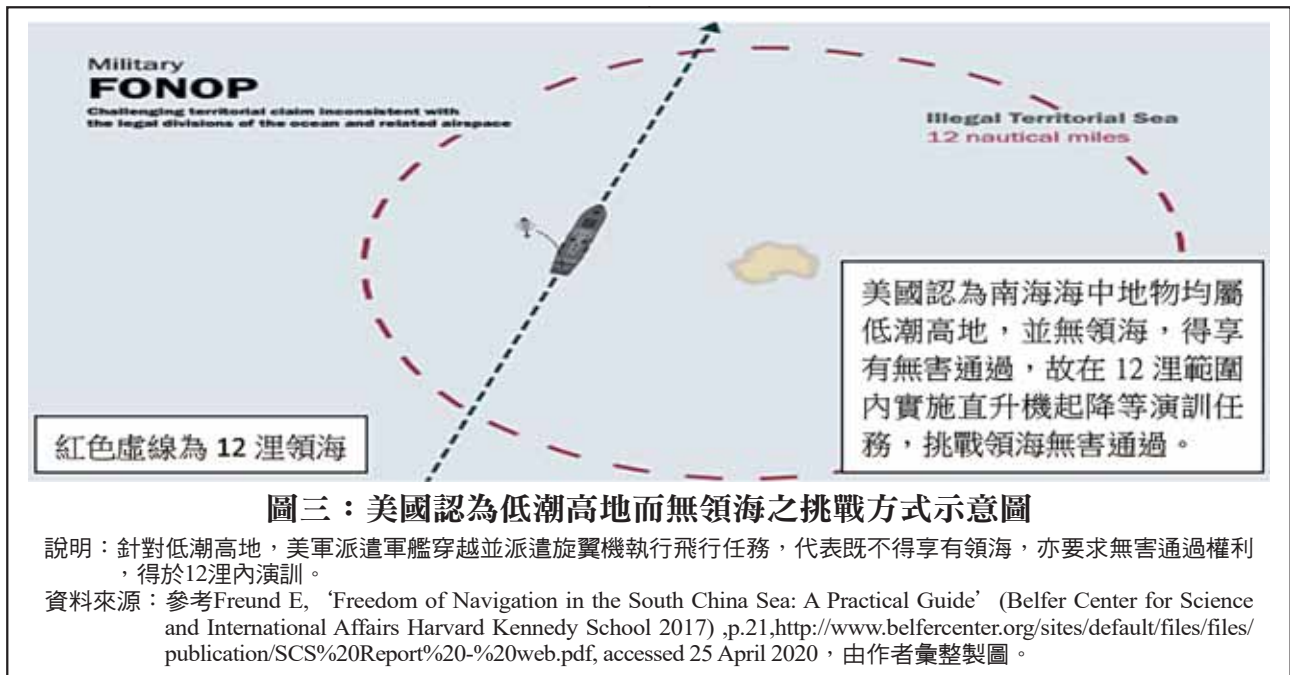 Military
FONOP
Challenging territorial claim inconsistent with
the legal divisions of the ocean and related airspace
Illegal Territorial Sea
12 nautical miles
美國認為南海海中地物均屬
低潮高地，並無領海，得享
有無害通過，故在 12 浬範圍
內實施直升機起降等演訓任
務，挑戰領海無害通過。
紅色虛線為 12 浬領海
圖三：美國認為低潮高地而無領海之挑戰方式示意圖
說明：針對低潮高地，美軍派遣軍艦穿越並派遣旋翼機執行飛行任務，代表既不得享有領海，亦要求無害通過權利
，得於12浬內演訓。
資料來源：參考Freund E,‘Freedom of Navigation in the South China Sea: A Practical Guide’ (Belfer Center for Science
and International Affairs Harvard Kennedy School 2017) ,p.21,http://www.belfercenter.org/sites/default/files/files/
publication/SCS%20Report%20-%20web.pdf, accessed 25 April 2020，由作者彙整製圖。